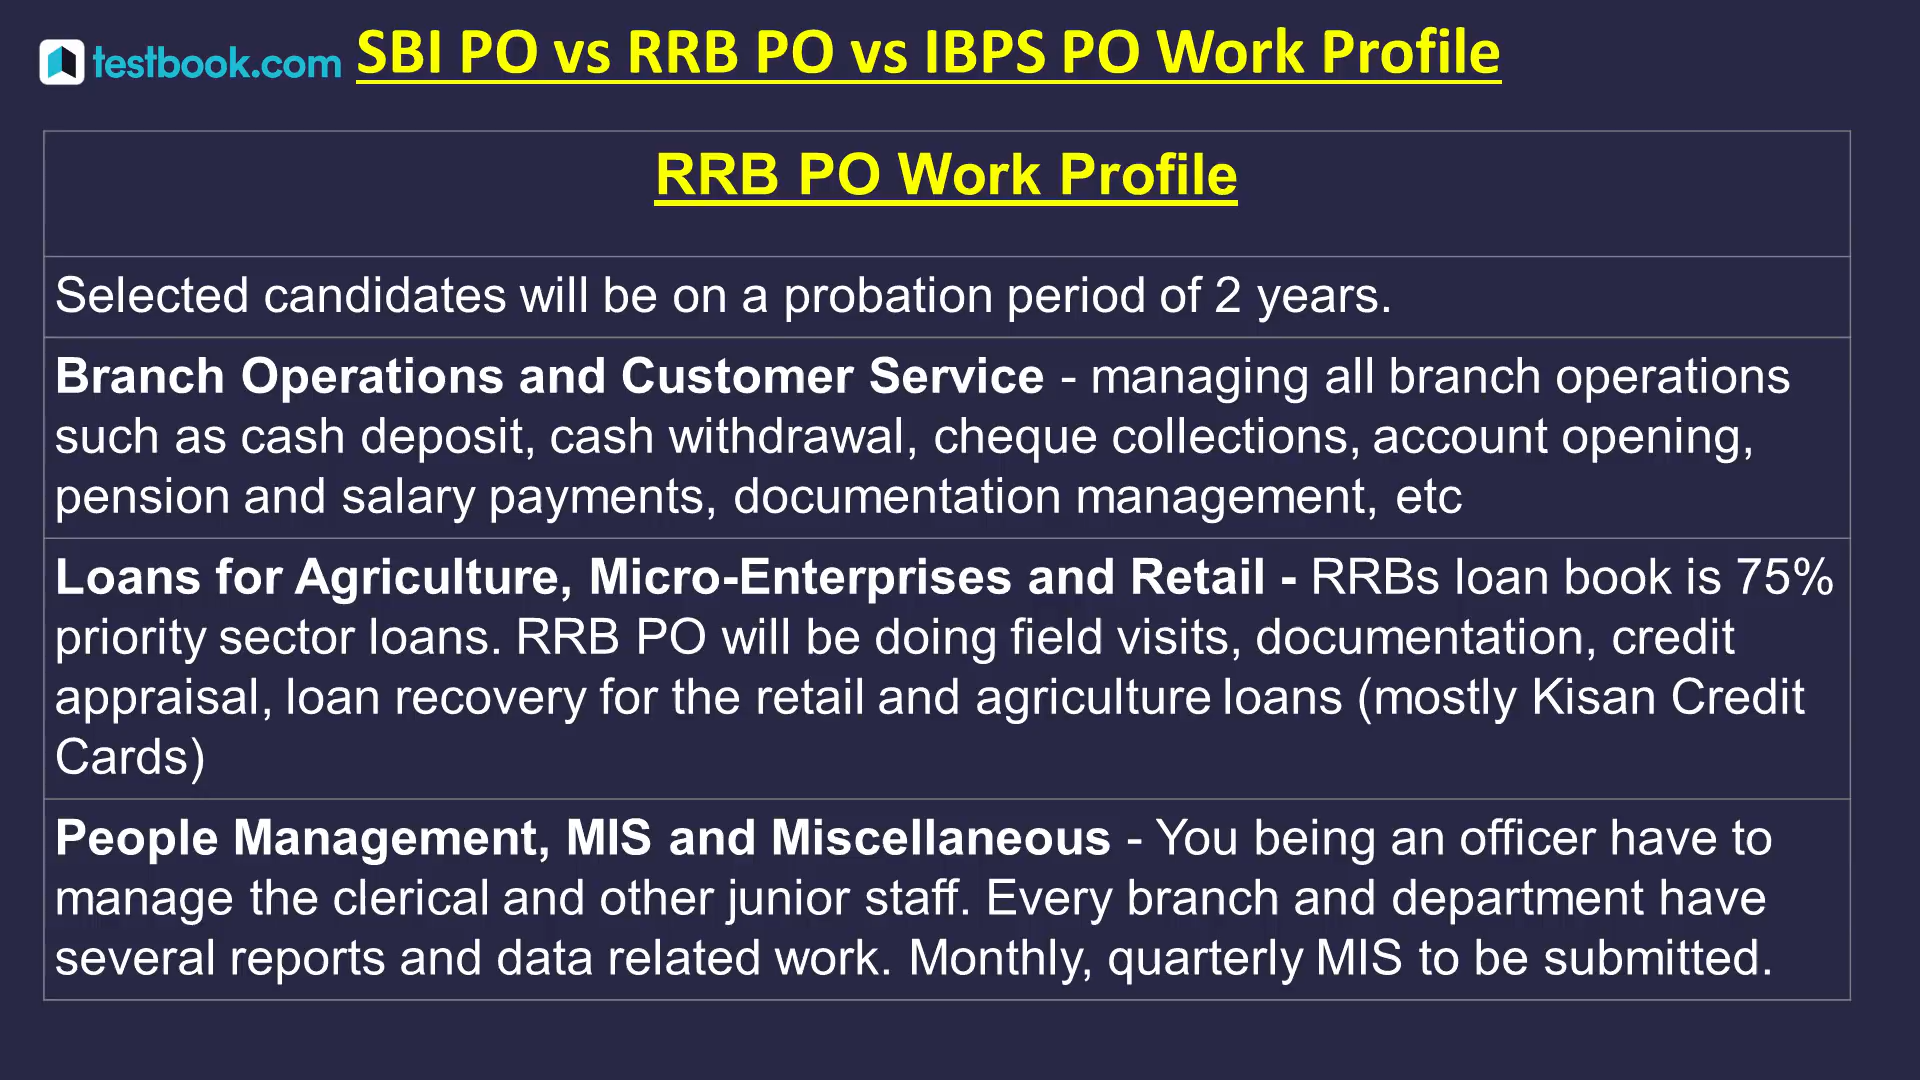 testbook.com SBI PO vs RRB PO vs IBPS PO Work Profile
RRB PO Work Profile
Selected candidates will be on a probation period of 2 years.
Branch Operations and Customer Service - managing all branch operations
such as cash deposit, cash withdrawal, cheque collections, account opening,
pension and salary payments, documentation management, etc
Loans for Agriculture, Micro-Enterprises and Retail - RRBs loan book is 75%
priority sector loans. RRB PO will be doing field visits, documentation, credit
appraisal, loan recovery for the retail and agriculture loans (mostly Kisan Credit
Cards)
People Management, MIS and Miscellaneous - You being an officer have to
manage the clerical and other junior staff. Every branch and department have
several reports and data related work. Monthly, quarterly MIS to be submitted.